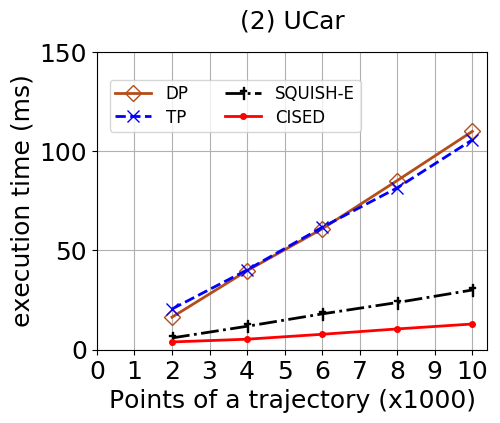 (2) UCar
150
100
50
0
execution time (ms)
DP
TP
SQUISH-E
CISED
0 1 2 3 4 5 6 7 8 9 10
Points of a trajectory (x1000)